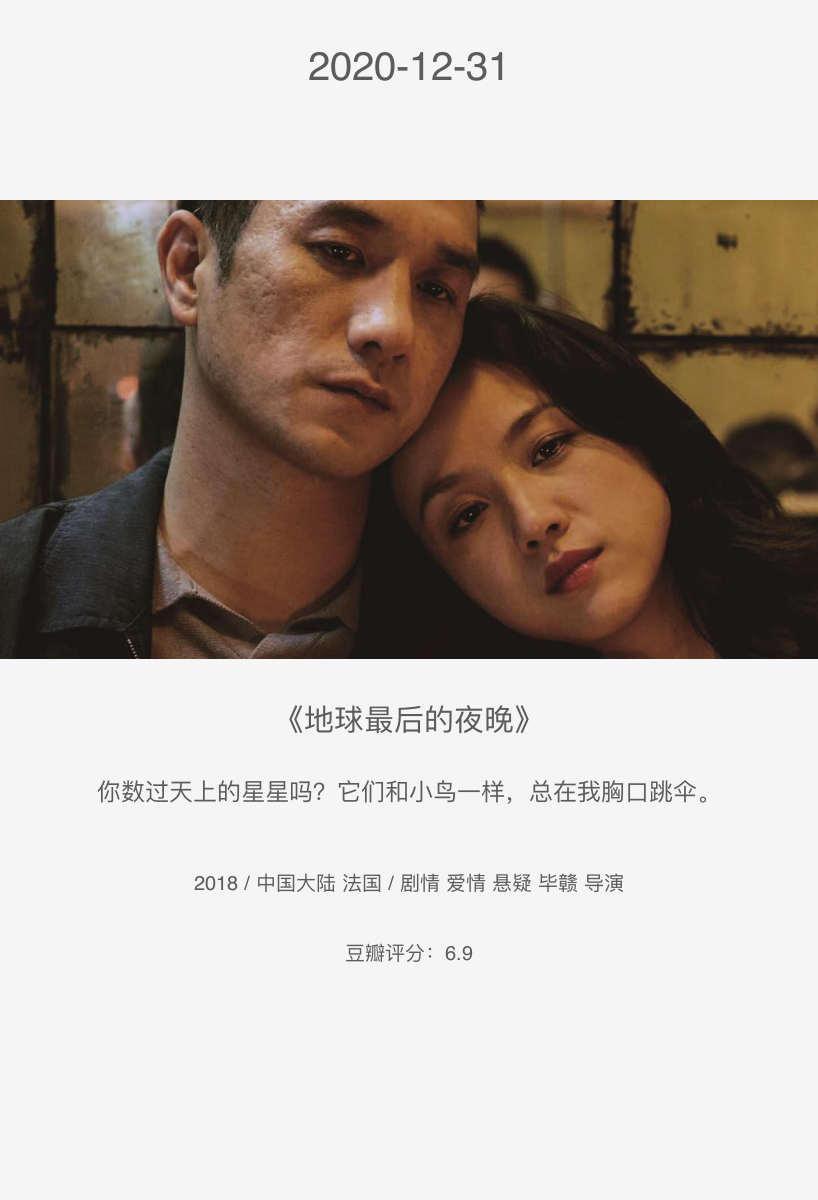 2020-12-31
《地球最后的夜晚》
你数过天上的星星吗？它们和小鸟一样，总在我胸口跳伞。
2018 / 中国大陆 法国 / 剧情 爱情 悬疑 毕赣 导演
豆瓣评分：6.9